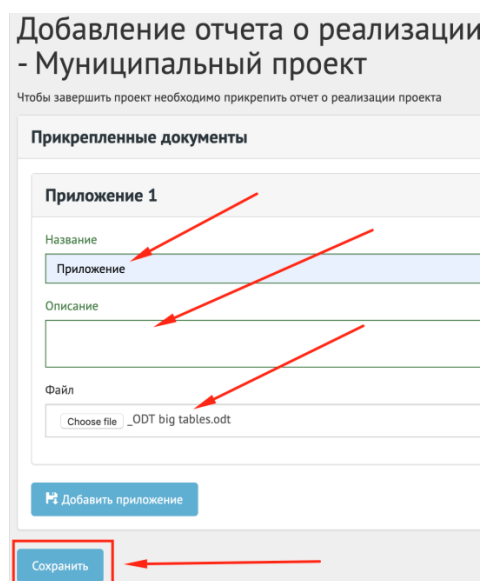 Добавление отчета о реализации
- Муниципальный проект
Чтобы завершить проект необходимо прикрепить отчет о реализации проекта
Прикрепленные документы
Приложение 1
Название
Приложение
Описание
Файл
Choose file _ODT big tables.odt
Добавить приложение
Сохранить